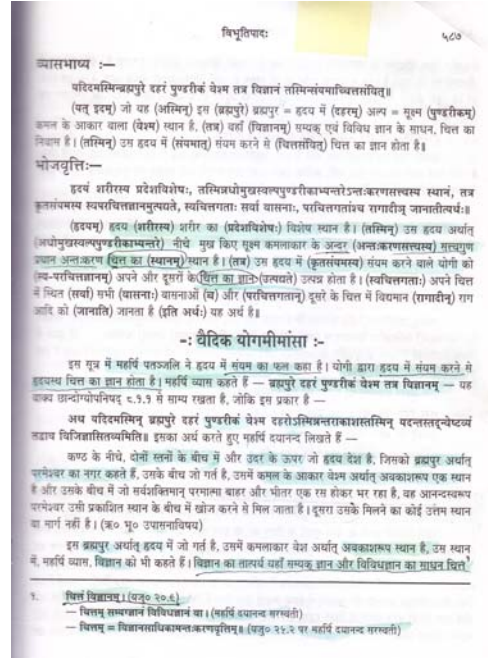 विभूतिपादः ५८७
व्यासभाष्य :—
यदिदमस्मिन्ब्रह्मपुरे दहरं पुण्डरीकं वेश्म तत्र विज्ञानं तस्मिन्संयमाच्चित्तसंवित्॥
(यत् इदम्) जो यह (अस्मिन्) इस (ब्रह्मपुरे) ब्रह्मपुर = हृदय में (दहरम्) अल्प = सूक्ष्म (पुण्डरीकम्)
कमल के आकार वाला (वेश्म) स्थान है, (तत्र) वहाँ (विज्ञानम्) सम्यक् एवं विविध ज्ञान के साधन, चित्त का
निवास है। (तस्मिन्) उस हृदय में (संयमात्) संयम करने से (चित्तसंवित्) चित्त का ज्ञान होता है॥
भोजवृत्तिः—
हृदयं शरीरस्य प्रदेशविशेषः, तस्मिन्नधोमुखस्वल्पपुण्डरीकाभ्यन्तरेऽन्तःकरणसत्त्वस्य स्थानं, तत्र
कृतसंयमस्य स्वपरचित्तज्ञानमुत्पद्यते, स्वचित्तगताः सर्वा वासनाः, परचित्तगतांश्च रागादीञ् जानातीत्यर्थः॥
(हृदयम्) हृदय (शरीरस्य) शरीर का (प्रदेशविशेषः) विशेष स्थान है। (तस्मिन्) उस हृदय में
(अधोमुखस्वल्पपुण्डरीकाभ्यन्तरे) नीचे मुख किए सूक्ष्म कमलाकार के अन्दर (अन्तःकरणसत्त्वस्य) सत्त्वगुण
प्रधान अन्तःकरण चित्त का (स्थानम्) स्थान है। (तत्र) उस हृदय में (कृतसंयमस्य) संयम करने वाले योगी को
(स्व-परचित्तज्ञानम्) अपने और दूसरों के चित्त का ज्ञान (उत्पद्यते) उत्पन्न होता है। (स्वचित्तगताः) अपने चित्त
में स्थित (सर्वा) सभी (वासनाः) वासनाओं (च) और (परचित्तगतान्) दूसरे के चित्त में विद्यमान (रागादीन्) राग
आदि को (जानाति) जानता है (इति अर्थः) यह अर्थ है॥
-: वैदिक योगमीमांसा :-
इस सूत्र में महर्षि पतञ्जलि ने हृदय में संयम का फल कहा है। योगी द्वारा हृदय में संयम करने से
हृदयस्थ चित्त का ज्ञान होता है। महर्षि व्यास कहते हैं — ब्रह्मपुरे दहरं पुण्डरीकं वेश्म तत्र विज्ञानम् — यह
वाक्य छान्दोग्योपनिषद् ८.१.१ से साम्य रखता है, जोकि इस प्रकार है —
अथ यदिदमस्मिन् ब्रह्मपुरे दहरं पुण्डरीकं वेश्म दहरोऽस्मिन्नन्तराकाशस्तस्मिन् यदन्तस्तदन्वेष्टव्यं
तद्वाव विजिज्ञासितव्यमिति॥ इसका अर्थ करते हुए महर्षि दयानन्द लिखते हैं —
कण्ठ के नीचे, दोनों स्तनों के बीच में और उदर के ऊपर जो हृदय देश है, जिसको ब्रह्मपुर अर्थात्
परमेश्वर का नगर कहते हैं, उसके बीच जो गर्त है, उसमें कमल के आकार वेश्म अर्थात् अवकाशरूप एक स्थान
है और उसके बीच में जो सर्वशक्तिमान् परमात्मा बाहर और भीतर एक रस होकर भर रहा है, वह आनन्दस्वरूप
परमेश्वर उसी प्रकाशित स्थान के बीच में खोज करने से मिल जाता है। दूसरा उसके मिलने का कोई उत्तम स्थान
वा मार्ग नहीं है। (ऋ० भू० उपासनाविषय)
इस ब्रह्मपुर अर्थात् हृदय में जो गर्त है, उसमें कमलाकार वेश अर्थात् अवकाशरूप स्थान है, उस स्थान
में, महर्षि व्यास, विज्ञान को भी कहते हैं। विज्ञान का तात्पर्य यहाँ सम्यक् ज्ञान और विविधज्ञान का साधन चित्त¹
१. चित्तं विज्ञानम्। (यजु० २०.९)
— चित्तम् सम्यग्ज्ञानं विविधज्ञानं वा। (महर्षि दयानन्द सरस्वती)
— चित्तम् = विज्ञानसाधिकामन्तःकरणवृत्तिम्॥ (यजु० २५.२ पर महर्षि दयानन्द सरस्वती)